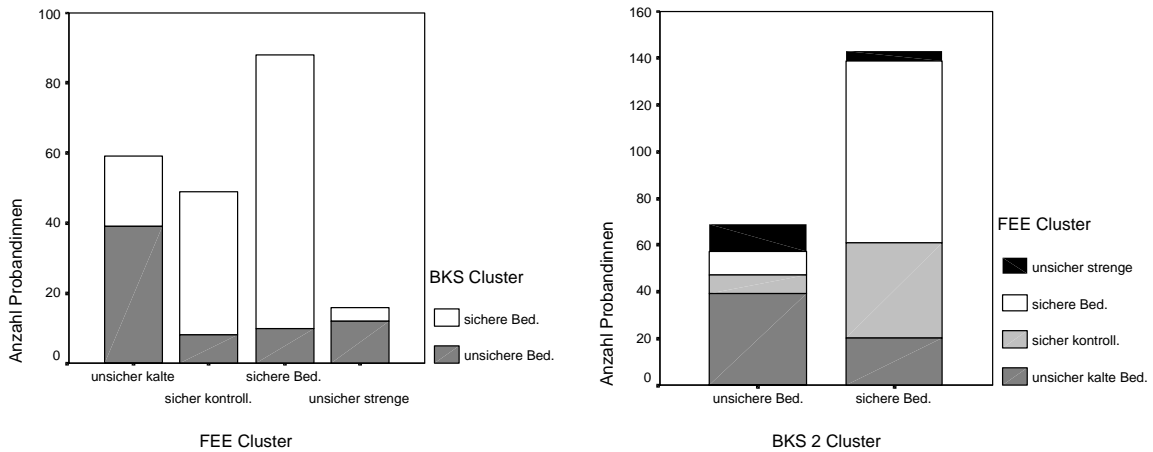 100
80
60
40
20
0
Anzahl Probandinnen
unsicher kalte
sicher kontroll.
sichere Bed.
unsicher strenge
FEE Cluster
BKS Cluster
sichere Bed.
unsichere Bed.
160
140
120
100
80
60
40
20
0
Anzahl Probandinnen
unsichere Bed.
sichere Bed.
BKS 2 Cluster
FEE Cluster
unsicher strenge
sichere Bed.
sicher kontroll.
unsicher kalte Bed.